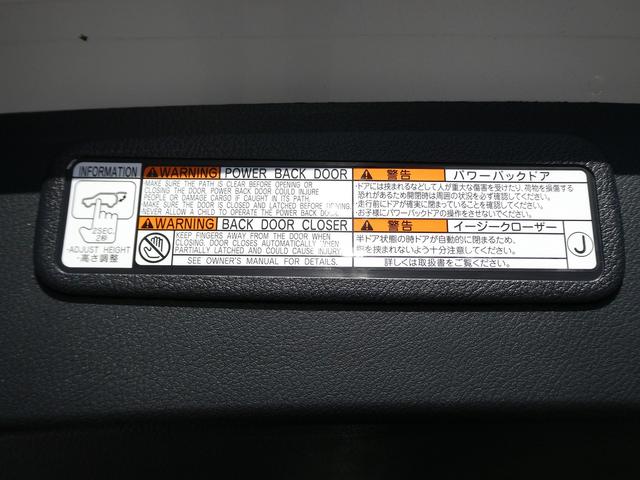 INFORMATION
2SEC.
2秒
ADJUST HEIGHT
高さ調整
WARNING POWER BACK DOOR
MAKE SURE THE PATH IS CLEAR BEFORE OPENING OR
CLOSING THE DOOR. POWER BACK DOOR COULD INJURE
PEOPLE OR DAMAGE CARGO IF CAUGHT IN ITS PATH.
MAKE SURE THE DOOR IS CLOSED AND LATCHED BEFORE DRIVING.
NEVER ALLOW A CHILD TO OPERATE THE POWER BACK DOOR.
WARNING BACK DOOR CLOSER
KEEP FINGERS AWAY FROM THE DOOR WHEN
CLOSING. DOOR CLOSES AUTOMATICALLY WHEN
PARTIALLY LATCHED AND COULD CAUSE INJURY.
SEE OWNER'S MANUAL FOR DETAILS.
警告 パワーバックドア
・ドアには挟まれるなどして人が重大な傷害を受けたり、荷物を損傷する
恐れがあるため開閉時は周囲の状況を必ず確認してください。
・走行前にドアが確実に閉まっていることを確認してください。
・お子様にパワーバックドアの操作をさせないでください。
警告 イージークローザー
半ドア状態の時ドアが自動的に閉まるため、
を挟まれないよう十分注意してください。
詳しくは取扱書をご覧ください。
J